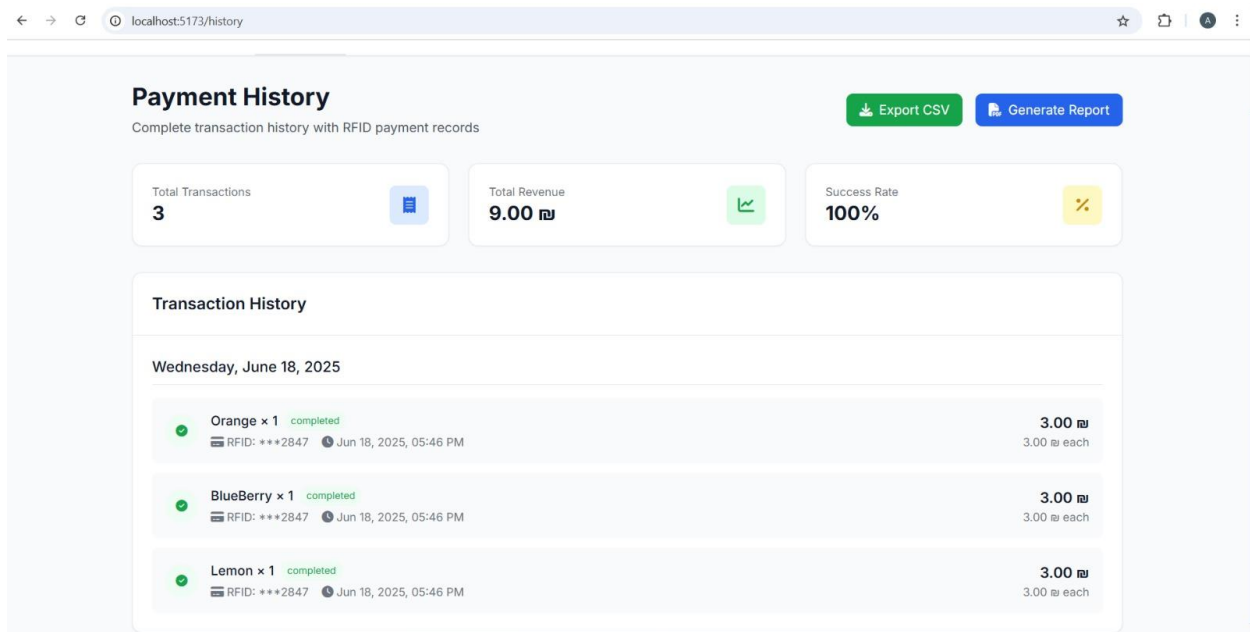 localhost:5173/history
A
Payment History
Complete transaction history with RFID payment records
Export CSV
Generate Report
Total Transactions
3
Total Revenue
9.00 ₪
Success Rate
100%
Transaction History
Wednesday, June 18, 2025
Orange × 1 completed
RFID: ***2847 Jun 18, 2025, 05:46 PM
3.00 ₪
3.00 ₪ each
BlueBerry × 1 completed
RFID: ***2847 Jun 18, 2025, 05:46 PM
3.00 ₪
3.00 ₪ each
Lemon × 1 completed
RFID: ***2847 Jun 18, 2025, 05:46 PM
3.00 ₪
3.00 ₪ each